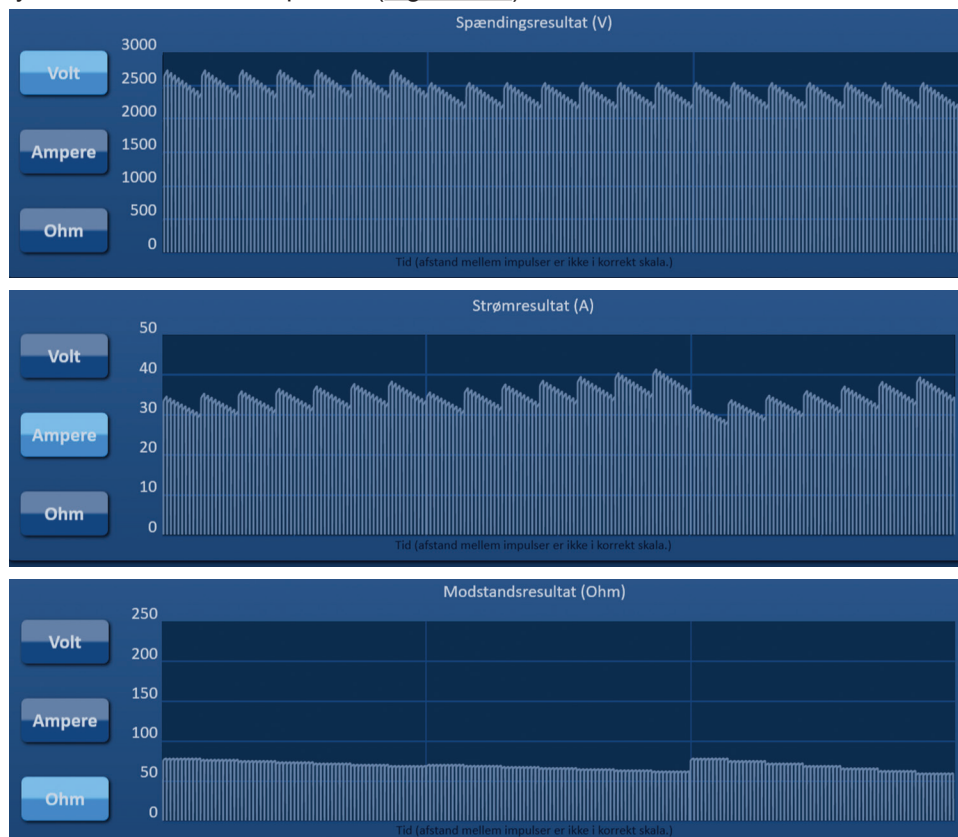 Spændingsresultat (V)
3000
Volt
2500
2000
Ampere
1500
1000
500
Ohm
0
Tid (afstand mellem impulser er ikke i korrekt skala.)
Strømresultat (A)
50
Volt
40
30
Ampere
20
10
Ohm
0
Tid (afstand mellem impulser er ikke i korrekt skala.)
Modstandsresultat (Ohm)
250
Volt
200
150
Ampere
100
50
Ohm
0
Tid (afstand mellem impulser er ikke i korrekt skala.)